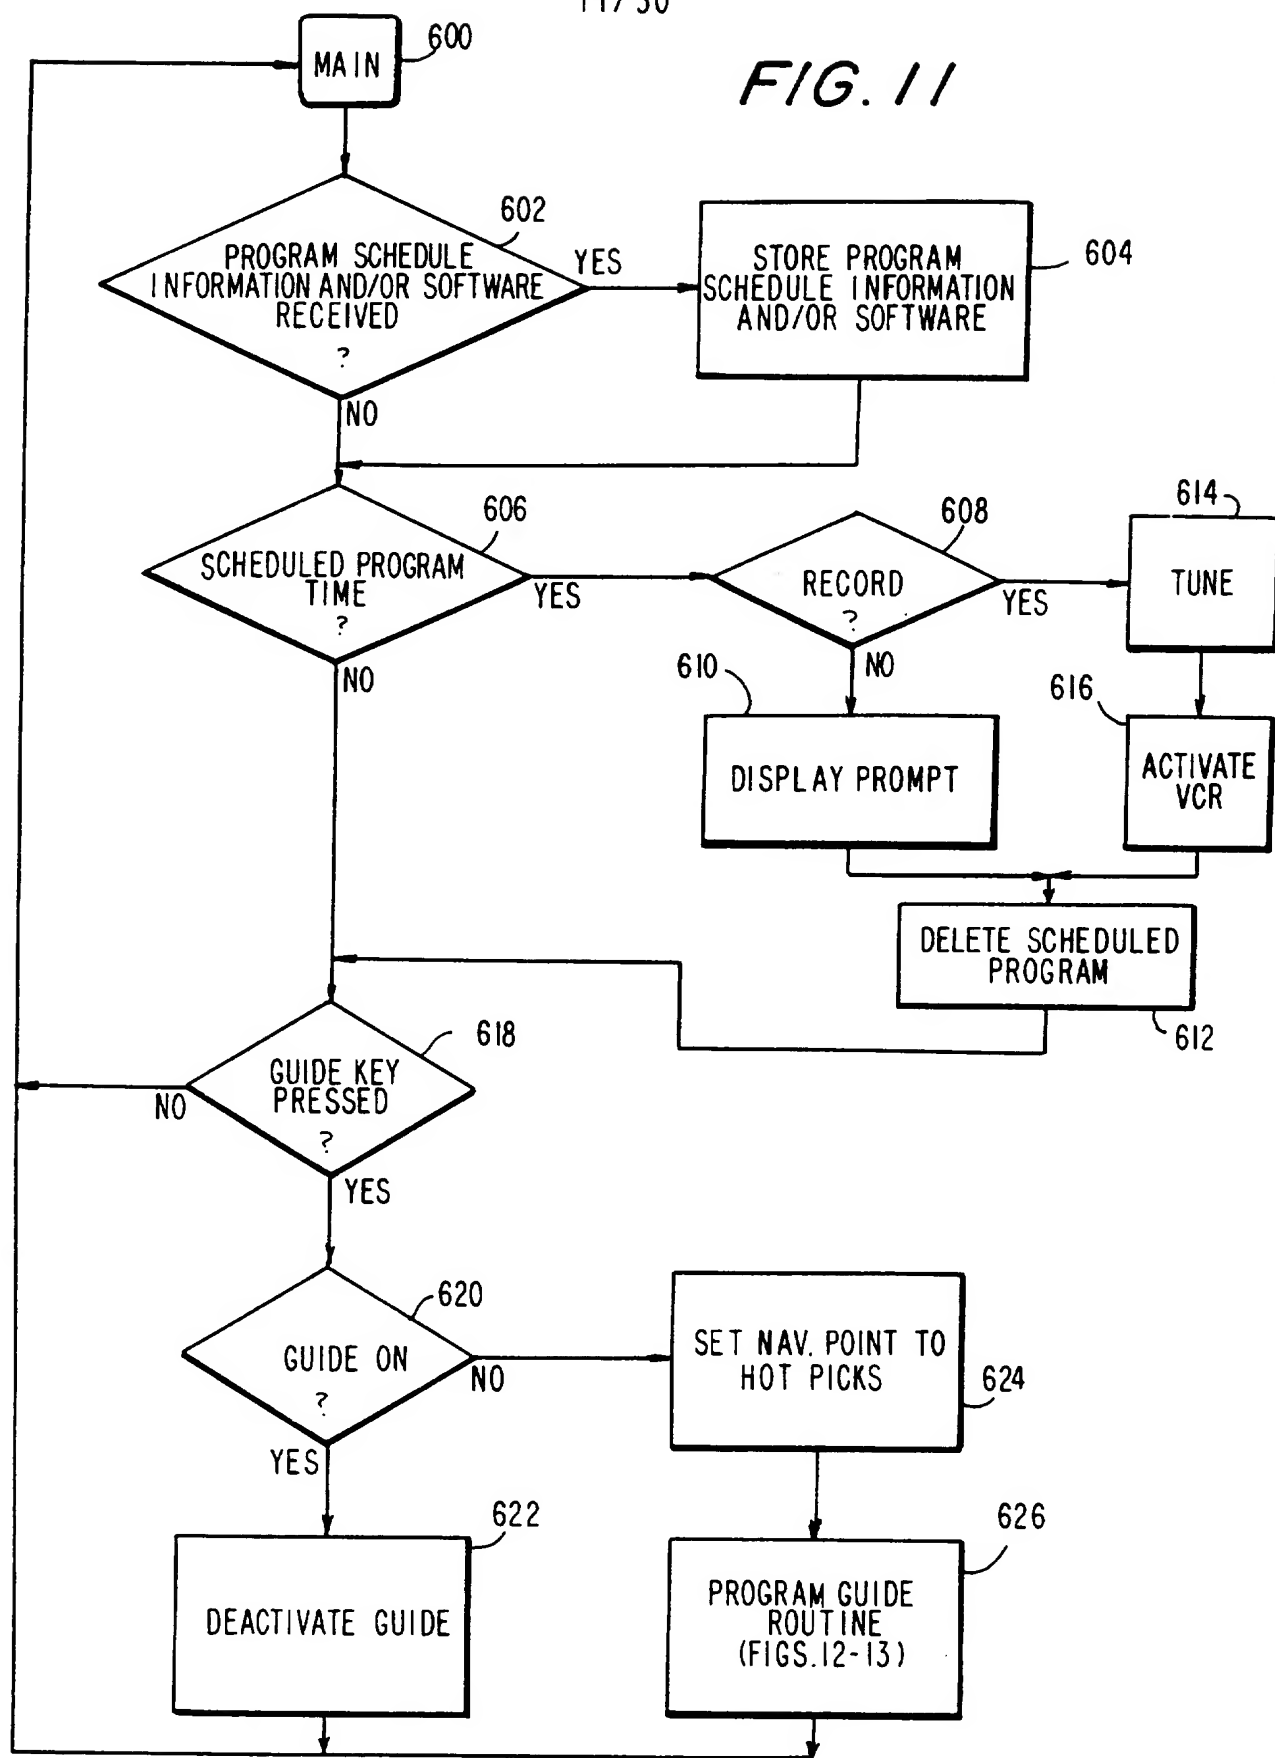 11/30
FIG. 11
MAIN
600
602
PROGRAM SCHEDULE
INFORMATION AND/OR SOFTWARE
RECEIVED
?
YES
NO
STORE PROGRAM
SCHEDULE INFORMATION
AND/OR SOFTWARE
604
606
SCHEDULED PROGRAM
TIME
?
YES
NO
608
RECORD
?
YES
NO
614
TUNE
610
DISPLAY PROMPT
616
ACTIVATE
VCR
DELETE SCHEDULED
PROGRAM
612
618
GUIDE KEY
PRESSED
?
NO
YES
620
GUIDE ON
?
NO
YES
SET NAV. POINT TO
HOT PICKS
624
622
DEACTIVATE GUIDE
626
PROGRAM GUIDE
ROUTINE
(FIGS.12-13)